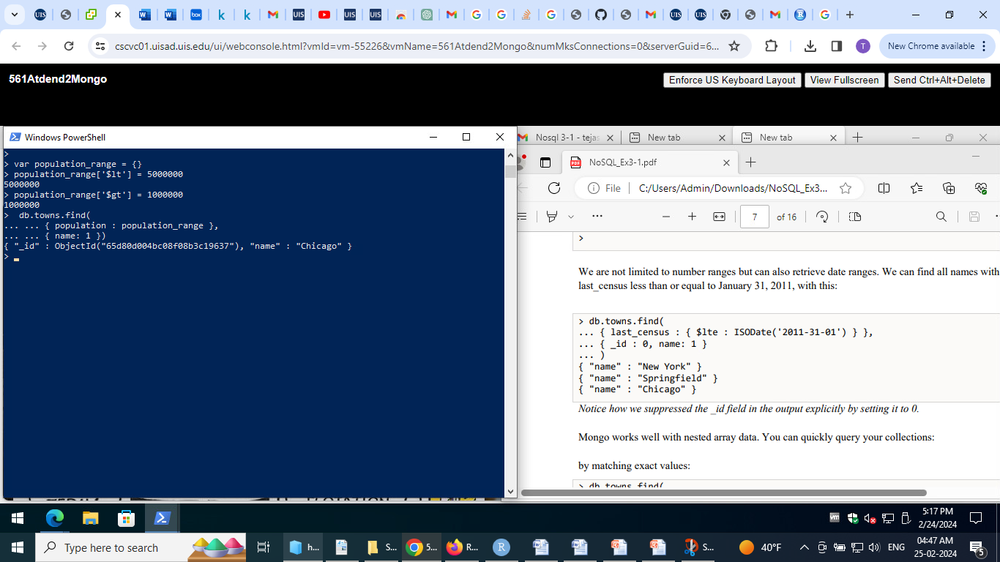 cscvc01.uisad.uis.edu/ui/webconsole.html?vmId=vm-55226&vmName=561Atdend2Mongo&numMksConnections=0&serverGuid=6...
New Chrome available
561Atdend2Mongo
Enforce US Keyboard Layout
View Fullscreen
Send Ctrl+Alt+Delete
Windows PowerShell
>
> var population_range = {}
> population_range['$lt'] = 5000000
5000000
> population_range['$gt'] = 1000000
1000000
>  db.towns.find(
... ... { population : population_range },
... ... { name: 1 })
{ "_id" : ObjectId("65d80d004bc08f08b3c19637"), "name" : "Chicago" }
>
Nosql 3-1 - tejas
New tab
New tab
NoSQL_Ex3-1.pdf
File
C:/Users/Admin/Downloads/NoSQL_Ex3...
7 of 16
>
We are not limited to number ranges but can also retrieve date ranges. We can find all names with
last_census less than or equal to January 31, 2011, with this:
> db.towns.find(
... { last_census : { $lte : ISODate('2011-31-01') } },
... { _id : 0, name: 1 }
... )
{ "name" : "New York" }
{ "name" : "Springfield" }
{ "name" : "Chicago" }
Notice how we suppressed the _id field in the output explicitly by setting it to 0.
Mongo works well with nested array data. You can quickly query your collections:
by matching exact values:
> db.towns.find(
5:17 PM
2/24/2024
Type here to search
h...
S...
5...
R...
S...
40°F
ENG
04:47 AM
25-02-2024
5